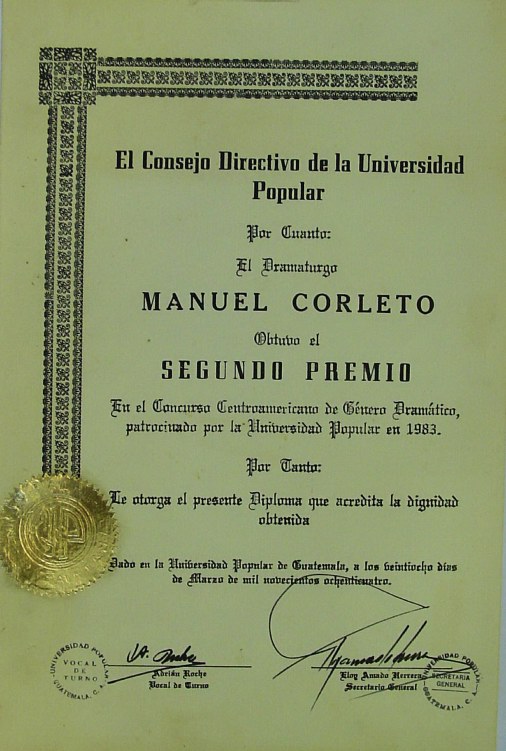 El Consejo Directivo de la Universidad
Popular
Por Cuanto:
El Dramaturgo
MANUEL CORLETO
Obtuvo el
SEGUNDO PREMIO
En el Concurso Centroamericano de Género Dramático,
patrocinado por la Universidad Popular en 1983.
Por Tanto:
Le otorga el presente Diploma que acredita la dignidad
obtenida
Dado en la Universidad Popular de Guatemala, a los veintiocho días
de Marzo de mil novecientos ochenticuatro.
UNIVERSIDAD POPULAR
VOCAL
DE
TURNO
GUATEMALA, C. A.
Adrián Roche
Vocal de Turno
Eloy Amado Herrera
Secretario General
UNIVERSIDAD POPULAR
SECRETARIA
GENERAL
GUATEMALA, C. A.